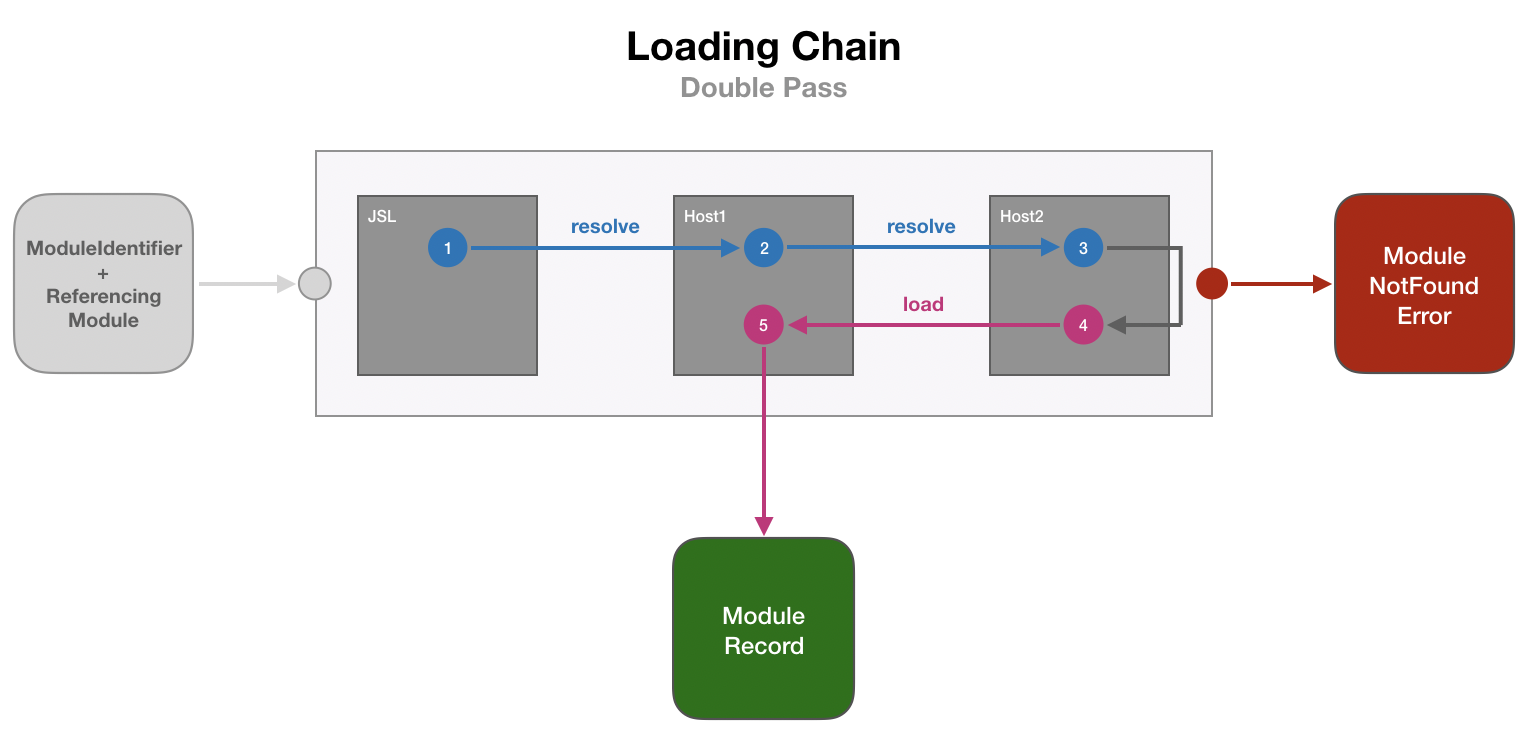 Loading Chain
Double Pass
ModuleIdentifier
+
Referencing
Module
JSL
1
resolve
Host1
2
resolve
Host2
3
load
5
4
Module
NotFound
Error
Module
Record